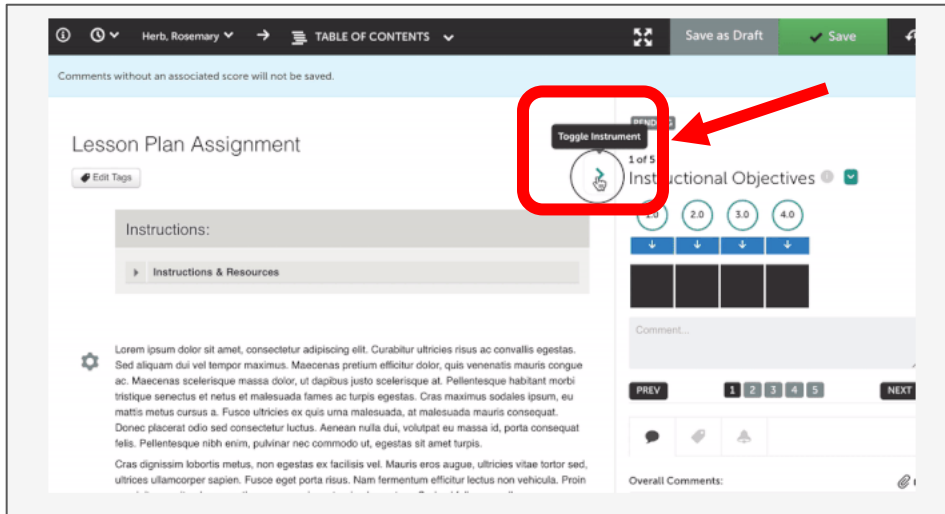 Herb, Rosemary
TABLE OF CONTENTS
Save as Draft
Save
Comments without an associated score will not be saved.
Lesson Plan Assignment
Edit Tags
Toggle Instrument
1 of 5
Instructional Objectives
1.0 2.0 3.0 4.0
Instructions:
Instructions & Resources
Comment...
PREV 1 2 3 4 5 NEXT
Lorem ipsum dolor sit amet, consectetur adipiscing elit. Curabitur ultricies risus ac convallis egestas.
Sed aliquam dui vel tempor maximus. Maecenas pretium efficitur dolor, quis venenatis mauris congue
ac. Maecenas scelerisque massa dolor, ut dapibus justo scelerisque at. Pellentesque habitant morbi
tristique senectus et netus et malesuada fames ac turpis egestas. Cras maximus sodales ipsum, eu
mattis metus cursus a. Fusce ultricies ex quis urna malesuada, at malesuada mauris consequat.
Donec placerat odio sed consectetur luctus. Aenean nulla dui, volutpat eu massa id, porta consequat
felis. Pellentesque nibh enim, pulvinar nec commodo ut, egestas sit amet turpis.
Cras dignissim lobortis metus, non egestas ex facilisis vel. Mauris eros augue, ultricies vitae tortor sed,
ultrices ullamcorper sapien. Fusce eget porta risus. Nam fermentum efficitur lectus non vehicula. Proin
Overall Comments: